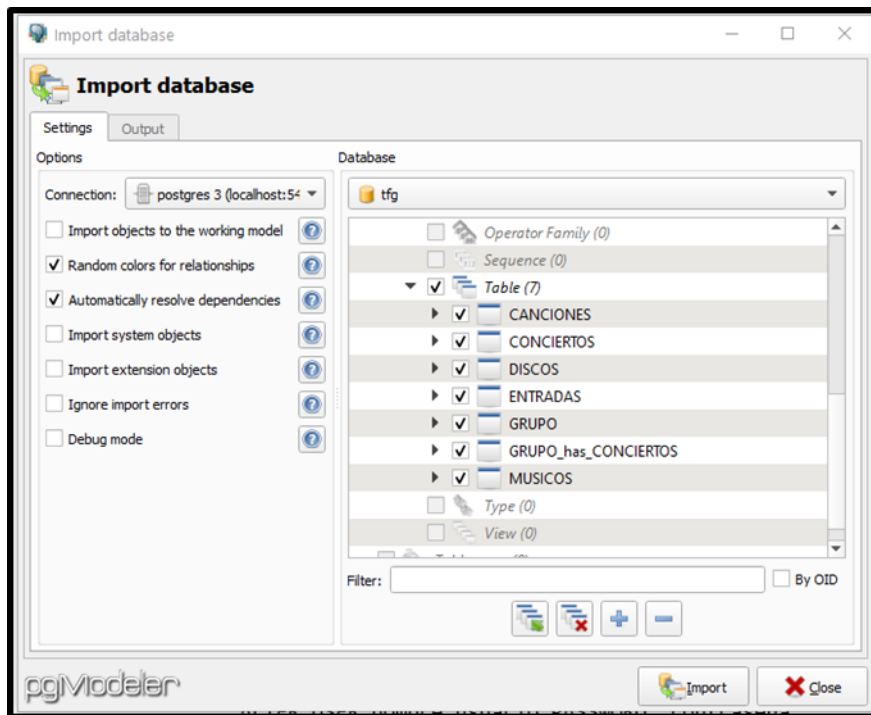 Import database
Import database
Settings Output
Options Database
Connection: postgres 3 (localhost:54 tfg
Import objects to the working model Operator Family (0)
Random colors for relationships Sequence (0)
Automatically resolve dependencies Table (7)
Import system objects CANCIONES
Import extension objects CONCIERTOS
Ignore import errors DISCOS
Debug mode ENTRADAS
GRUPO
GRUPO_has_CONCIERTOS
MUSICOS
Type (0)
View (0)
Filter: By OID
pgModeler
Import Close